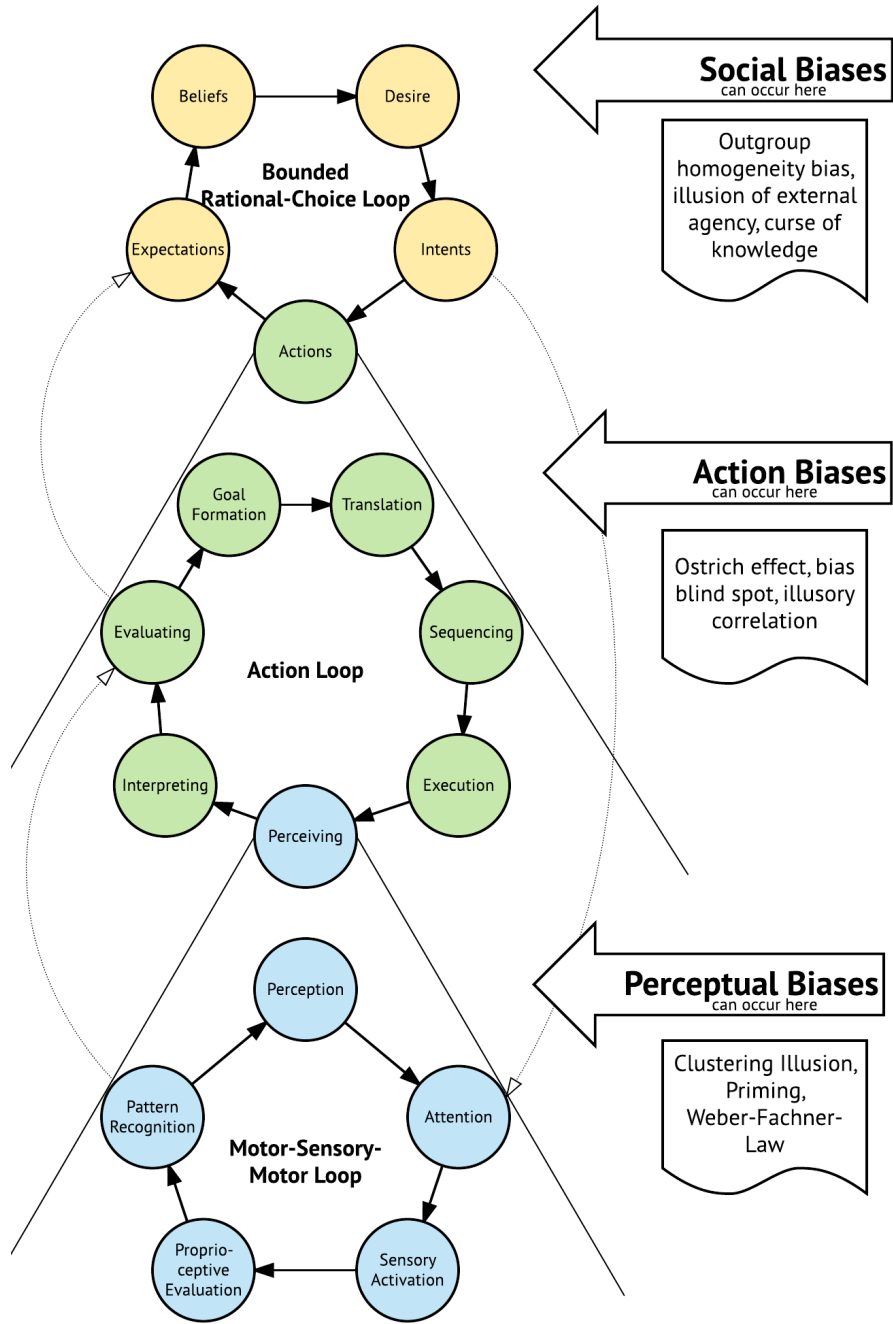 Social Biases
can occur here
Beliefs
Desire
Outgroup
homogeneity bias,
illusion of external
agency, curse of
knowledge
Bounded
Rational-Choice Loop
Expectations
Intents
Actions
Action Biases
can occur here
Goal
Formation
Translation
Ostrich effect, bias
blind spot, illusory
correlation
Evaluating
Sequencing
Action Loop
Interpreting
Execution
Perceiving
Perceptual Biases
can occur here
Perception
Clustering Illusion,
Priming,
Weber-Fachner-
Law
Pattern
Recognition
Attention
Motor-Sensory-
Motor Loop
Proprio-
ceptive
Evaluation
Sensory
Activation